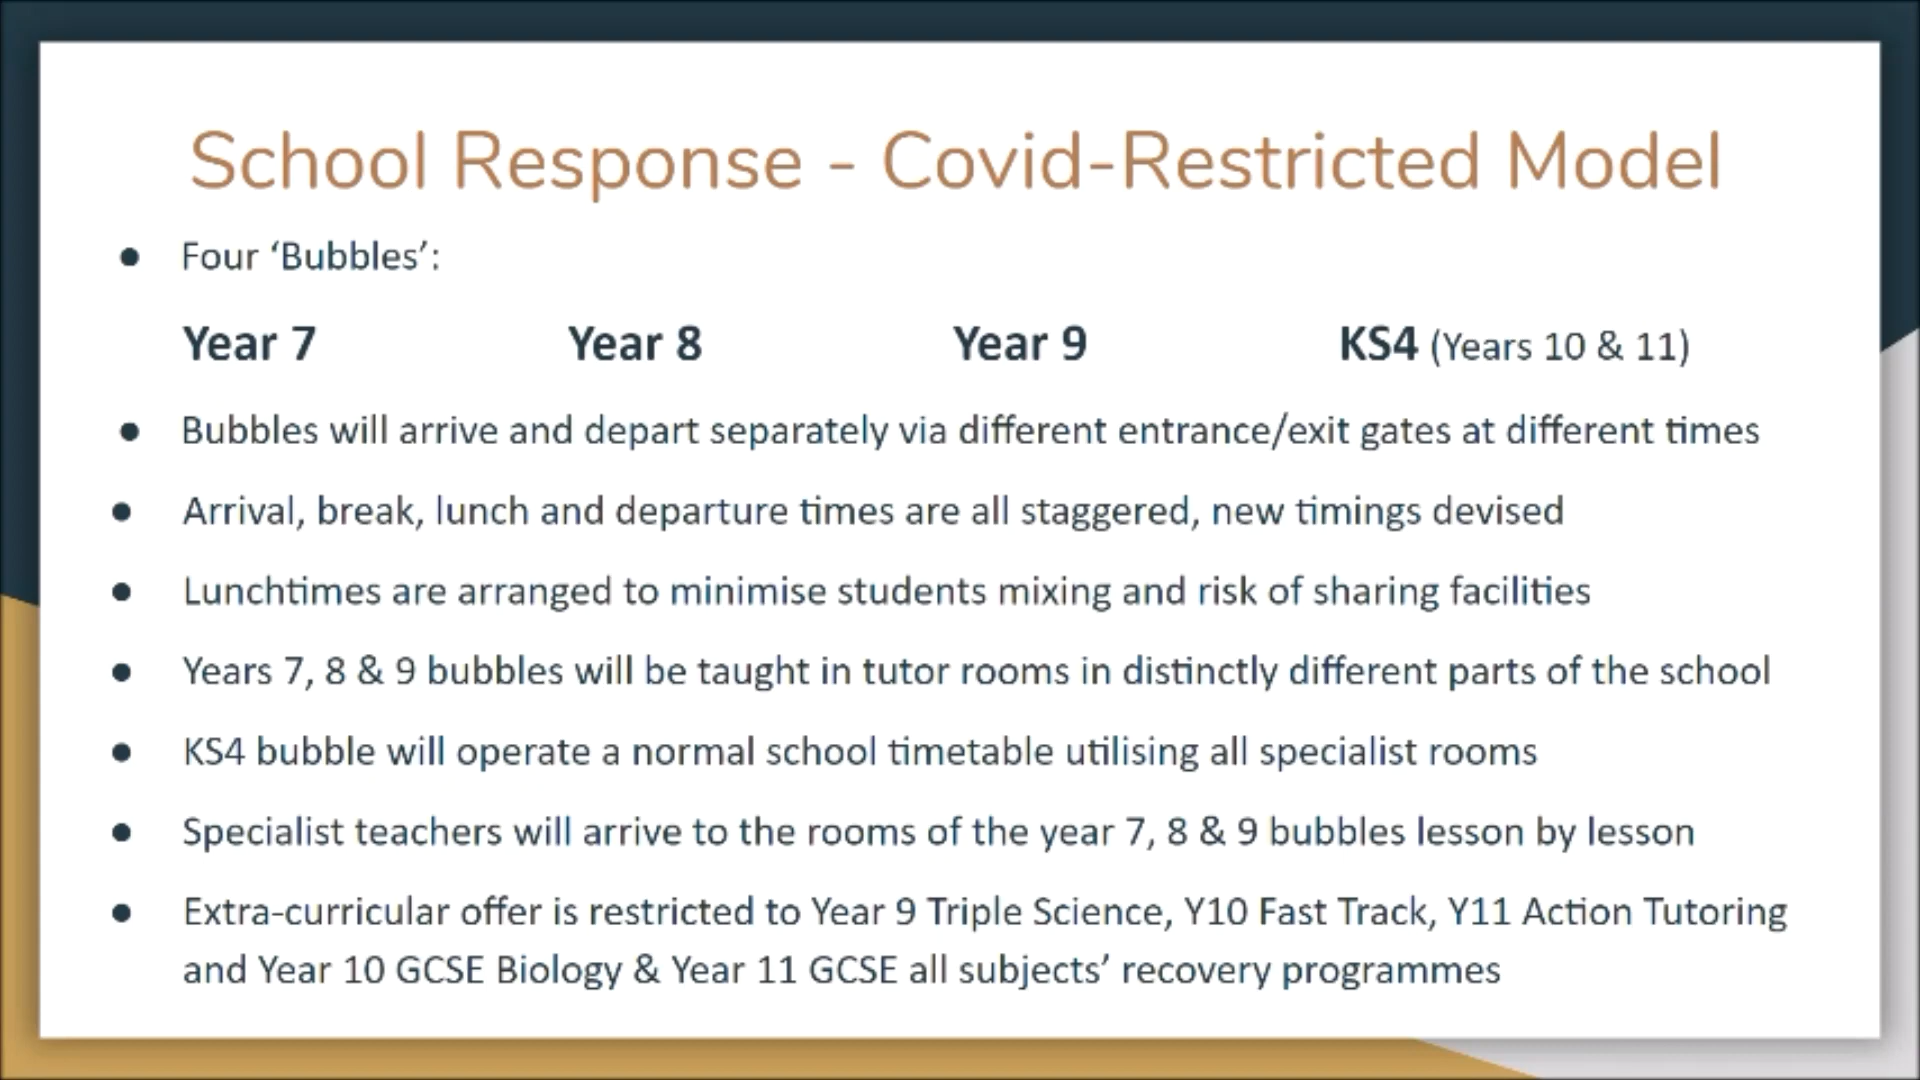 School Response - Covid-Restricted Model
● Four ‘Bubbles’:
Year 7 Year 8 Year 9 KS4 (Years 10 & 11)
● Bubbles will arrive and depart separately via different entrance/exit gates at different times
● Arrival, break, lunch and departure times are all staggered, new timings devised
● Lunchtimes are arranged to minimise students mixing and risk of sharing facilities
● Years 7, 8 & 9 bubbles will be taught in tutor rooms in distinctly different parts of the school
● KS4 bubble will operate a normal school timetable utilising all specialist rooms
● Specialist teachers will arrive to the rooms of the year 7, 8 & 9 bubbles lesson by lesson
● Extra-curricular offer is restricted to Year 9 Triple Science, Y10 Fast Track, Y11 Action Tutoring
and Year 10 GCSE Biology & Year 11 GCSE all subjects’ recovery programmes